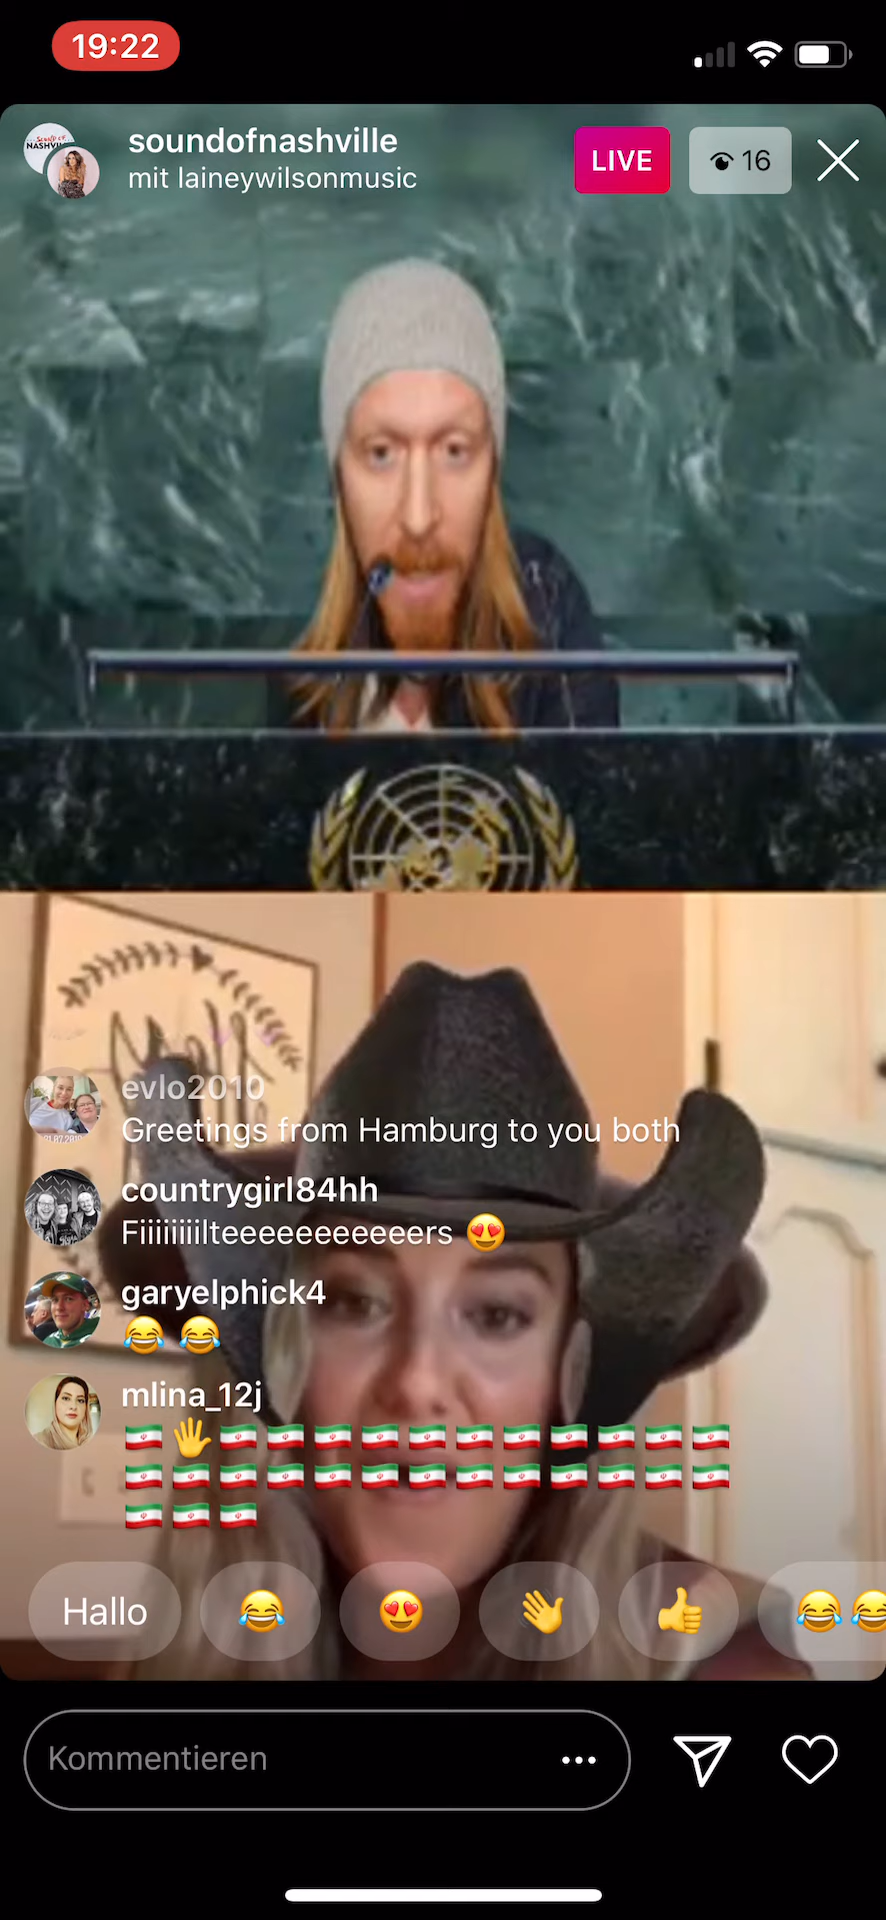 19:22
soundofnashville
mit laineywilsonmusic
LIVE
16
evlo2010
Greetings from Hamburg to you both
countrygirl84hh
Fiiiiiiiiilteeeeeeeeeeeers 😍
garyelphick4
😂 😂
mlina_12j
🇮🇷🖐️🇮🇷🇮🇷🇮🇷🇮🇷🇮🇷🇮🇷🇮🇷🇮🇷🇮🇷🇮🇷🇮🇷
🇮🇷🇮🇷🇮🇷🇮🇷🇮🇷🇮🇷🇮🇷🇮🇷🇮🇷🇮🇷🇮🇷🇮🇷🇮🇷
🇮🇷🇮🇷🇮🇷
Hallo 😂 😍 👋 👍 😂 😂
Kommentieren